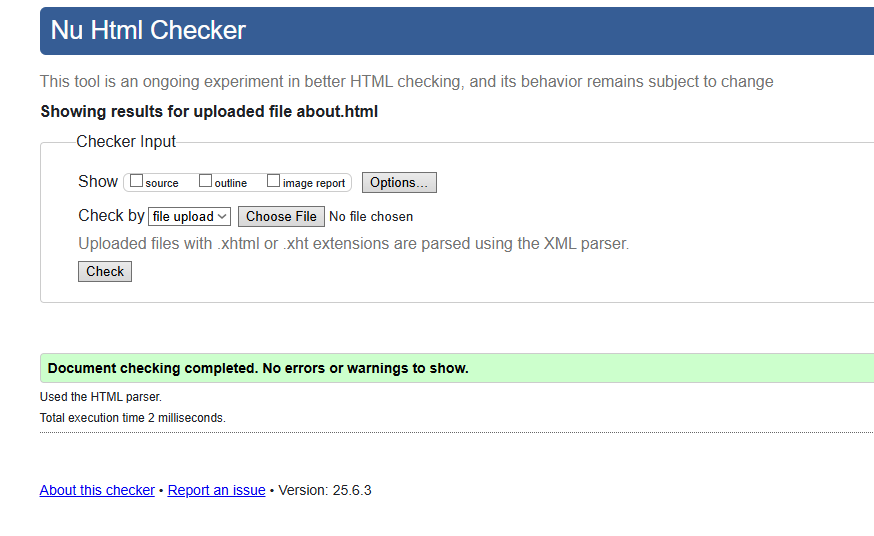 Nu Html Checker
This tool is an ongoing experiment in better HTML checking, and its behavior remains subject to change
Showing results for uploaded file about.html
Checker Input
Show source outline image report Options...
Check by file upload Choose File No file chosen
Uploaded files with .xhtml or .xht extensions are parsed using the XML parser.
Check
Document checking completed. No errors or warnings to show.
Used the HTML parser.
Total execution time 2 milliseconds.
About this checker • Report an issue • Version: 25.6.3